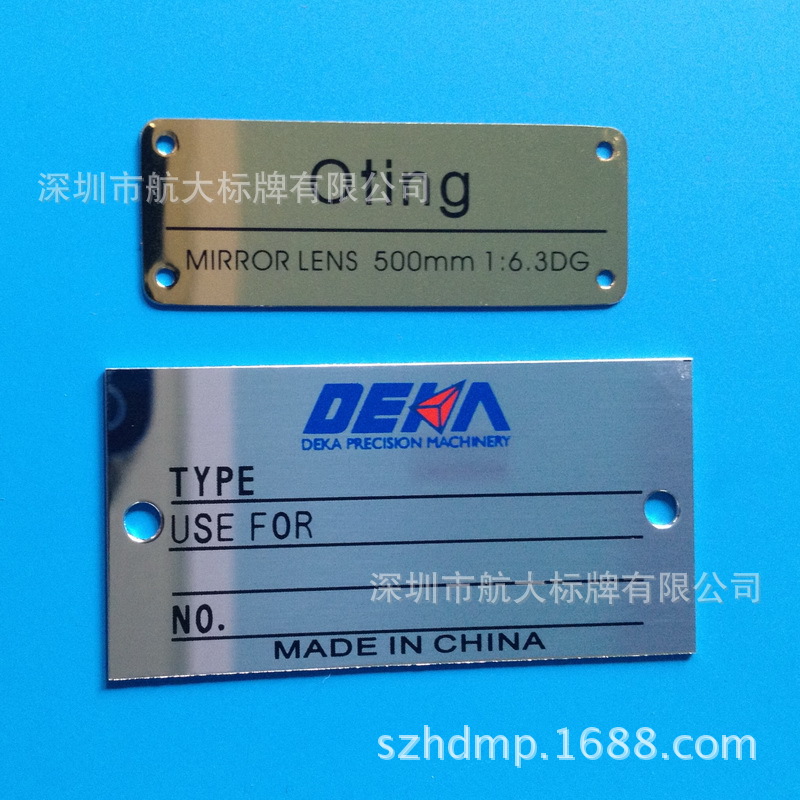 Oting
深圳市航大标牌有限公司
MIRROR LENS 500mm 1:6.3DG
DEKA
DEKA PRECISION MACHINERY
TYPE
USE FOR
深圳市航大标牌有限公司
NO.
MADE IN CHINA
szhdmp.1688.com